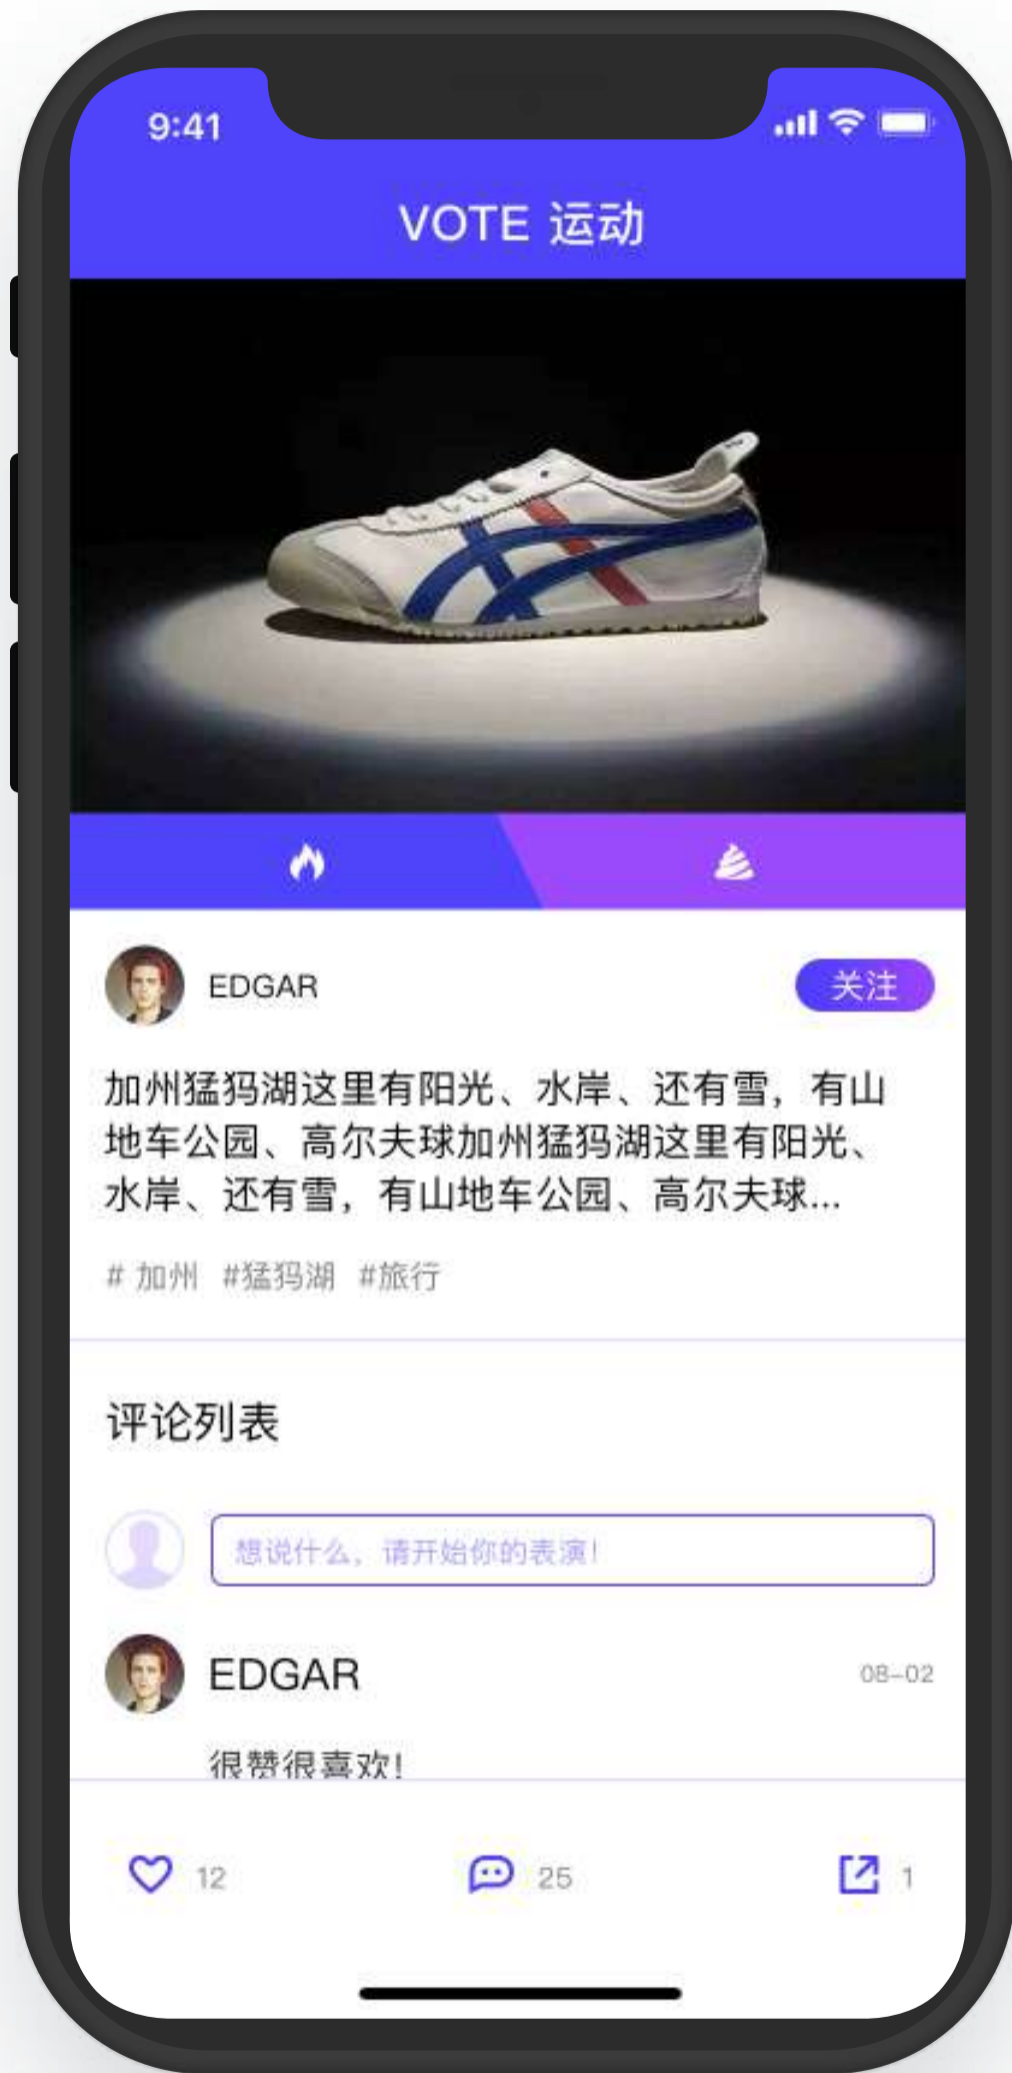 9:41
VOTE 运动
EDGAR
关注
加州猛犸湖这里有阳光、水岸、还有雪，有山
地车公园、高尔夫球加州猛犸湖这里有阳光、
水岸、还有雪，有山地车公园、高尔夫球...
# 加州 #猛犸湖 #旅行
评论列表
想说什么，请开始你的表演！
EDGAR
08-02
很赞很喜欢！
12
25
1